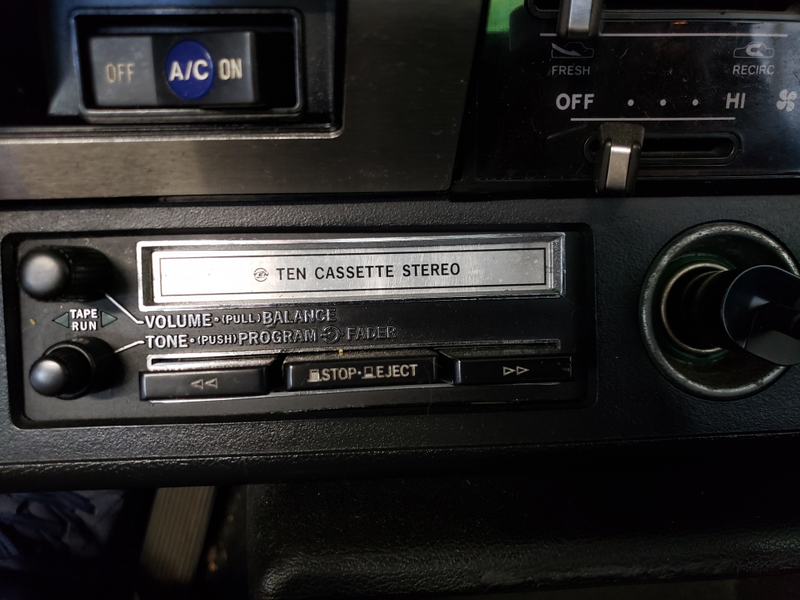 OFF A/C ON
FRESH RECIRC
OFF • • • HI
TEN CASSETTE STEREO
TAPE
RUN
VOLUME•(PULL)BALANCE
TONE•(PUSH)PROGRAM FADER
STOP•EJECT